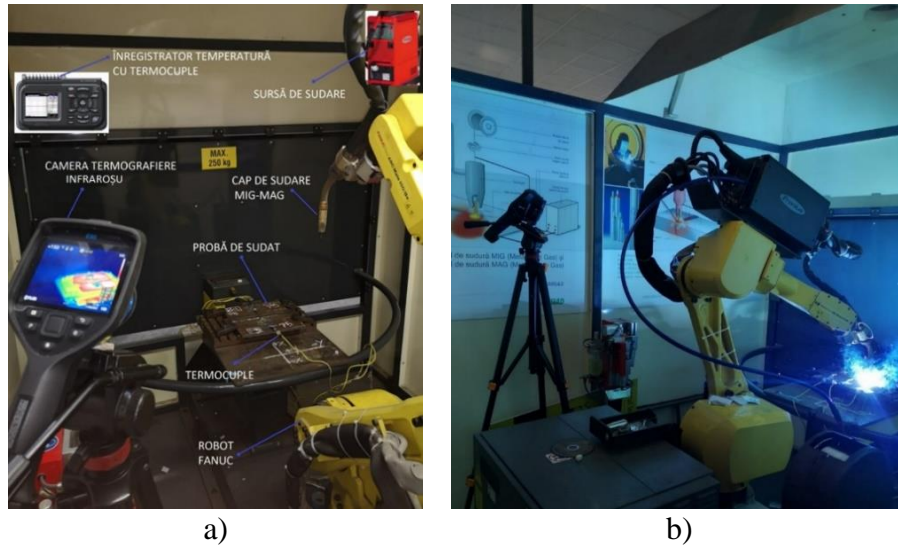 ÎNREGISTRATOR TEMPERATURĂ
CU TERMOCUPLE
SURSĂ DE SUDARE
CAMERA TERMOGRAFIERE
INFRAROȘU
MAX.
250 kg
CAP DE SUDARE
MIG-MAG
PROBĂ DE SUDAT
TERMOCUPLE
ROBOT
FANUC
a)
b)